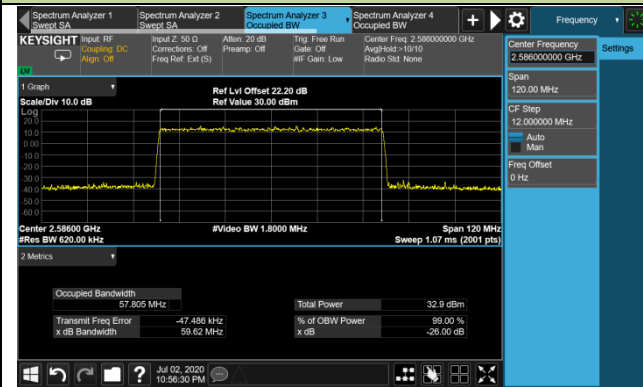 Spectrum Analyzer 1
Swept SA
Spectrum Analyzer 2
Swept SA
Spectrum Analyzer 3
Occupied BW
Spectrum Analyzer 4
Occupied BW
Frequency
KEYSIGHT
Input: RF
Coupling: DC
Align: Off
Input Z: 50 Ω
Corrections: Off
Freq Ref: Ext (S)
Atten: 20 dB
Preamp: Off
Trig: Free Run
Gate: Off
#IF Gain: Low
Center Freq: 2.586000000 GHz
Avg|Hold:>10/10
Radio Std: None
LV
Center Frequency
2.586000000 GHz
Settings
Span
120.00 MHz
CF Step
12.000000 MHz
Auto
Man
Freq Offset
0 Hz
1 Graph
Scale/Div 10.0 dB
Ref Lvl Offset 22.20 dB
Ref Value 30.00 dBm
Log
20.0
10.0
0.00
-10.0
-20.0
-30.0
-40.0
-50.0
-60.0
Center 2.58600 GHz
#Res BW 620.00 kHz
#Video BW 1.8000 MHz
Span 120 MHz
Sweep 1.07 ms (2001 pts)
2 Metrics
Occupied Bandwidth
57.805 MHz
Total Power
32.9 dBm
Transmit Freq Error
-47.486 kHz
% of OBW Power
99.00 %
x dB Bandwidth
59.62 MHz
x dB
-26.00 dB
?
Jul 02, 2020
10:56:30 PM